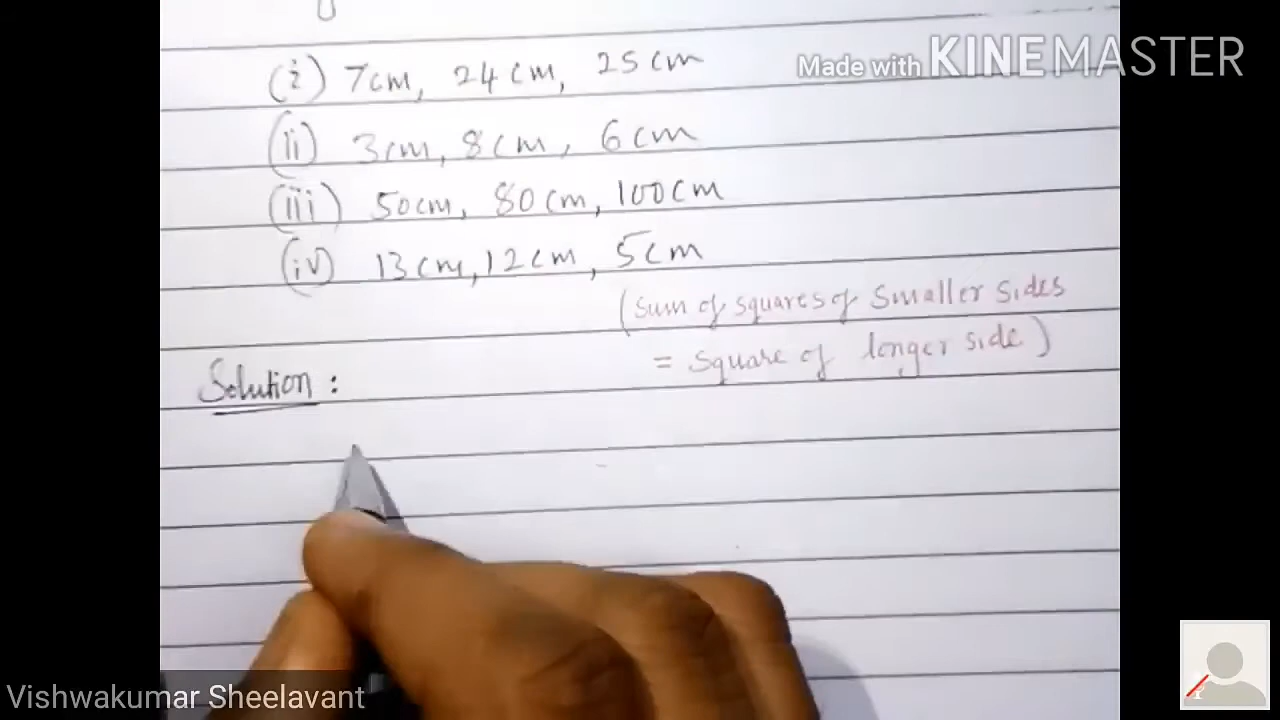 Made with KINEMASTER
(i) 7cm, 24cm, 25cm
(ii) 3cm, 8cm, 6cm
(iii) 50cm, 80cm, 100cm
(iv) 13cm, 12cm, 5cm
(sum of squares of smaller sides
= square of longer side)
Solution :
Vishwakumar Sheelavant